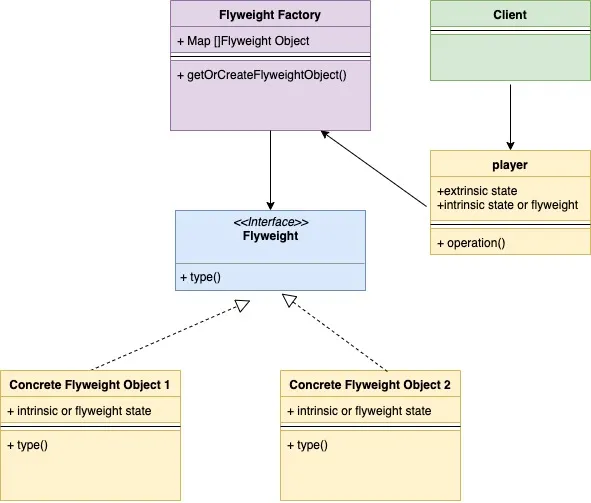 Flyweight Factory
+ Map []Flyweight Object
+ getOrCreateFlyweightObject()
Client
player
+extrinsic state
+intrinsic state or flyweight
+ operation()
<<Interface>>
Flyweight
+ type()
Concrete Flyweight Object 1
+ intrinsic or flyweight state
+ type()
Concrete Flyweight Object 2
+ intrinsic or flyweight state
+ type()